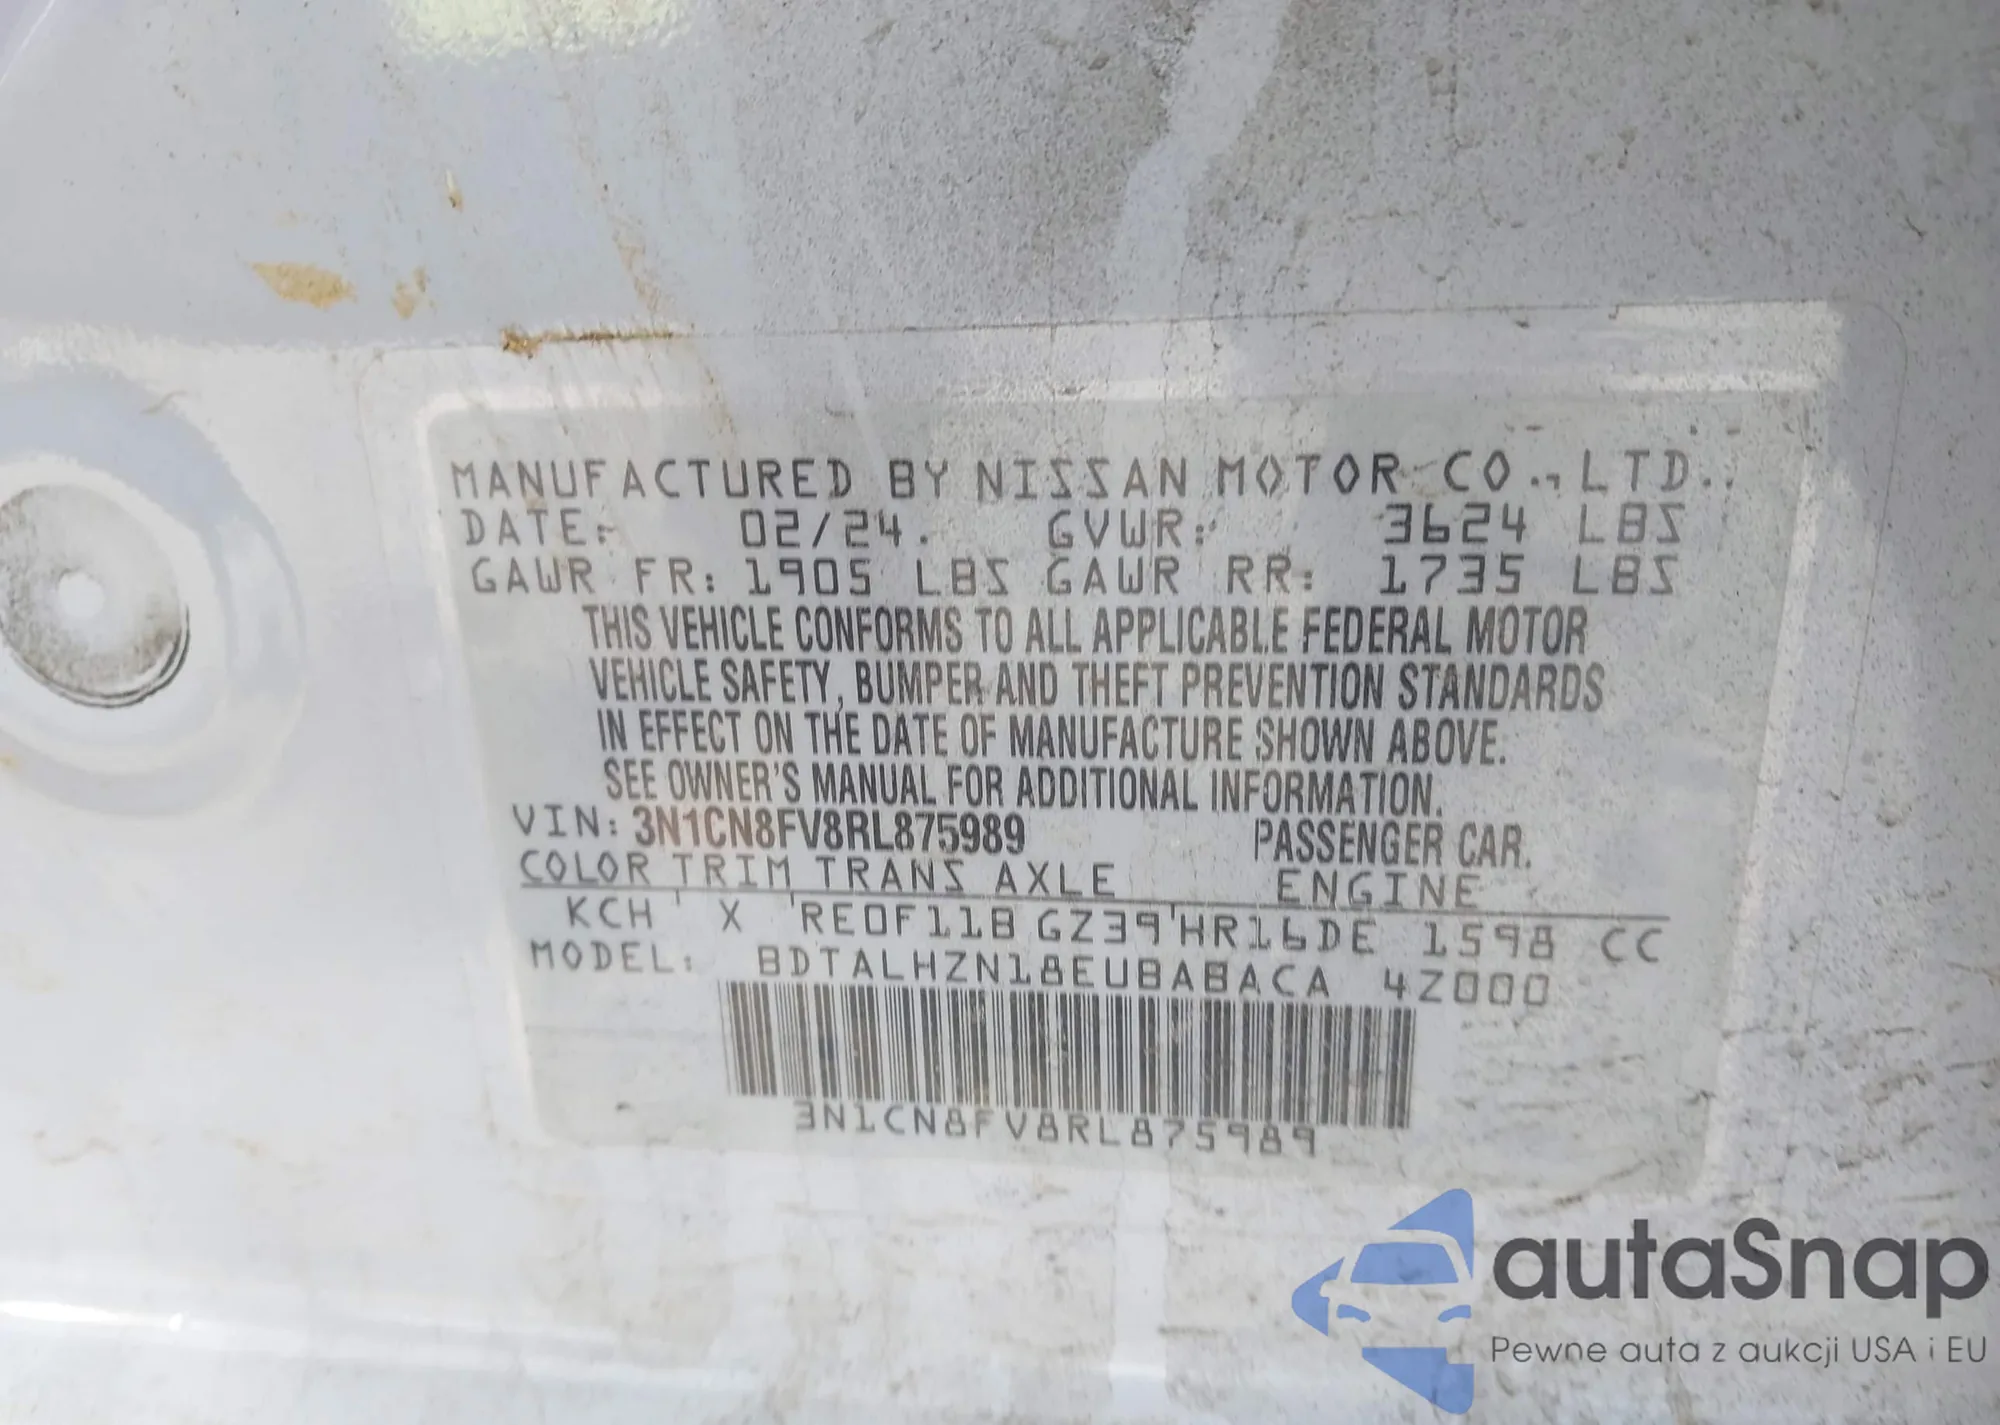 MANUFACTURED BY NISSAN MOTOR CO., LTD.
DATE: 02/24 GVWR: 3624 LBS
GAWR FR: 1905 LBS GAWR RR: 1735 LBS
THIS VEHICLE CONFORMS TO ALL APPLICABLE FEDERAL MOTOR
VEHICLE SAFETY, BUMPER AND THEFT PREVENTION STANDARDS
IN EFFECT ON THE DATE OF MANUFACTURE SHOWN ABOVE.
SEE OWNER'S MANUAL FOR ADDITIONAL INFORMATION.
VIN: 3N1CN8FV8RL875989 PASSENGER CAR.
COLOR TRIM TRANS AXLE ENGINE
KCH X RE0F11B GZ39 HR16DE 1598 CC
MODEL: BDTALHZN18EUBABACA 4Z000
3N1CN8FV8RL875989
autaSnap
Pewne auta z aukcji USA i EU